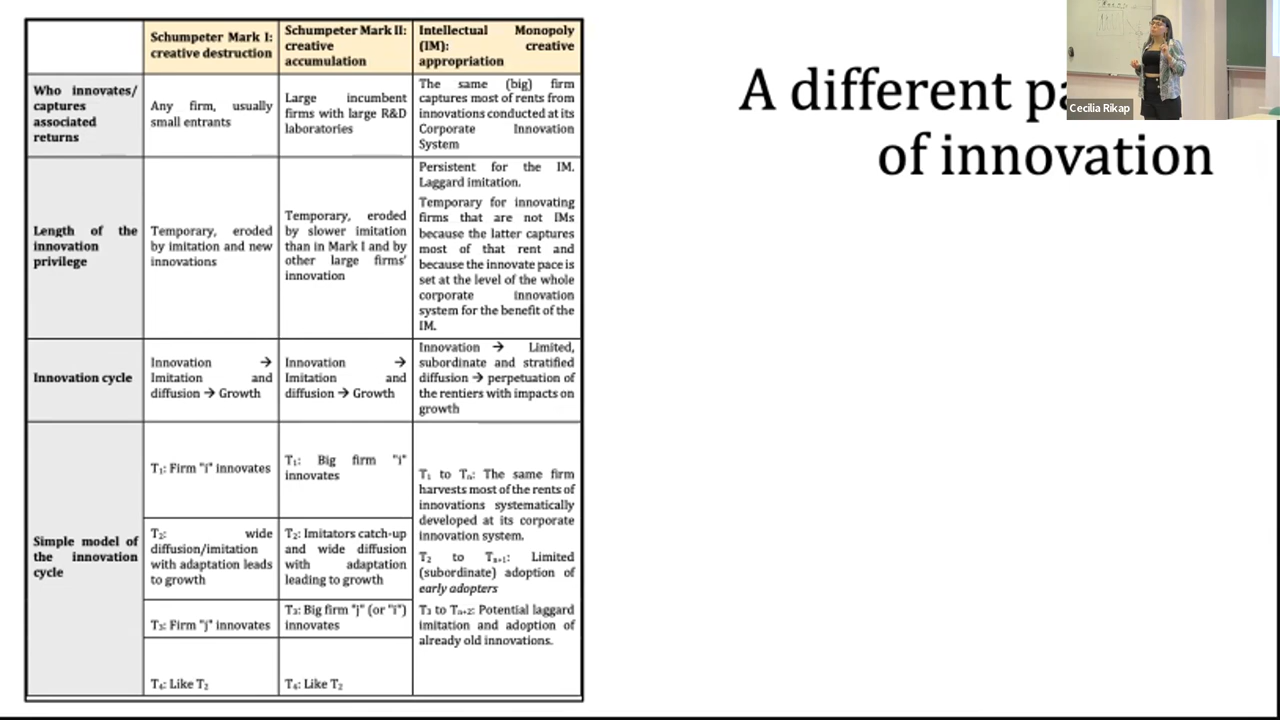 Schumpeter Mark I:
creative destruction
Schumpeter Mark II:
creative
accumulation
Intellectual Monopoly
(IM): creative
appropriation
Who innovates/
captures
associated
returns
Any firm, usually
small entrants
Large incumbent
firms with large R&D
laboratories
The same (big) firm
captures most of rents from
innovations conducted at its
Corporate Innovation
System
Length of the
innovation
privilege
Temporary, eroded
by imitation and new
innovations
Temporary, eroded
by slower imitation
than in Mark I and by
other large firms'
innovation
Persistent for the IM.
Laggard imitation.
Temporary for innovating
firms that are not IMs
because the latter captures
most of that rent and
because the innovate pace is
set at the level of the whole
corporate innovation
system for the benefit of the
IM.
Innovation cycle
Innovation →
Imitation and
diffusion → Growth
Innovation →
Imitation and
diffusion → Growth
Innovation → Limited,
subordinate and stratified
diffusion → perpetuation of
the rentiers with impacts on
growth
Simple model of
the innovation
cycle
T₁: Firm "i" innovates
T₁: Big firm "i"
innovates
T₁ to Tₙ: The same firm
harvests most of the rents of
innovations systematically
developed at its corporate
innovation system.
T₂ to Tₙ₊₁: Limited
(subordinate) adoption of
early adopters
T₃ to Tₙ₊₂: Potential laggard
imitation and adoption of
already old innovations.
T₂: wide
diffusion/imitation
with adaptation leads
to growth
T₂: Imitators catch-up
and wide diffusion
with adaptation
leading to growth
T₃: Firm "j" innovates
T₃: Big firm "j" (or "i")
innovates
T₄: Like T₂
T₄: Like T₂
A different
of innovation
Cecilia Rikap